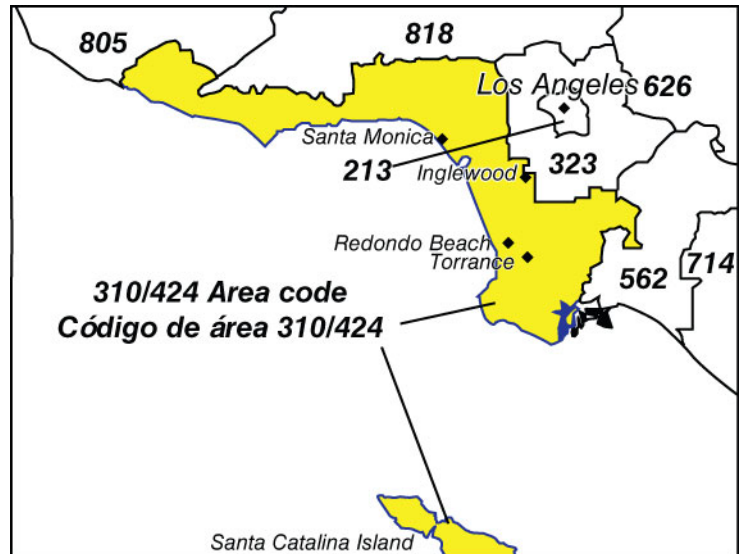 805
818
Los Angeles
626
Santa Monica
213
323
Inglewood
Redondo Beach
Torrance
562
714
310/424 Area code
Código de área 310/424
Santa Catalina Island